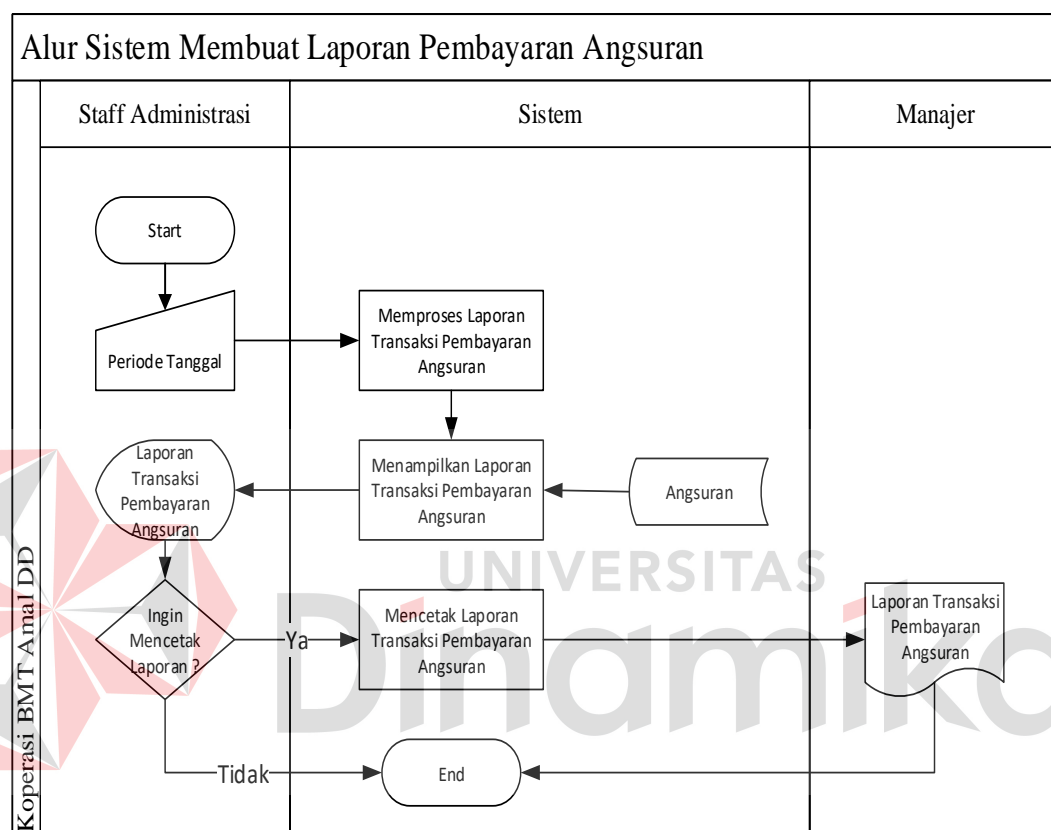 Alur Sistem Membuat Laporan Pembayaran Angsuran
Staff Administrasi
Sistem
Manajer
Koperasi BMT Amal DD
Start
Periode Tanggal
Memproses Laporan
Transaksi Pembayaran
Angsuran
Laporan
Transaksi
Pembayaran
Angsuran
Menampilkan Laporan
Transaksi Pembayaran
Angsuran
Angsuran
UNIVERSITAS
Dinamika
Ingin
Mencetak
Laporan ?
Ya
Mencetak Laporan
Transaksi Pembayaran
Angsuran
Laporan Transaksi
Pembayaran
Angsuran
Tidak
End